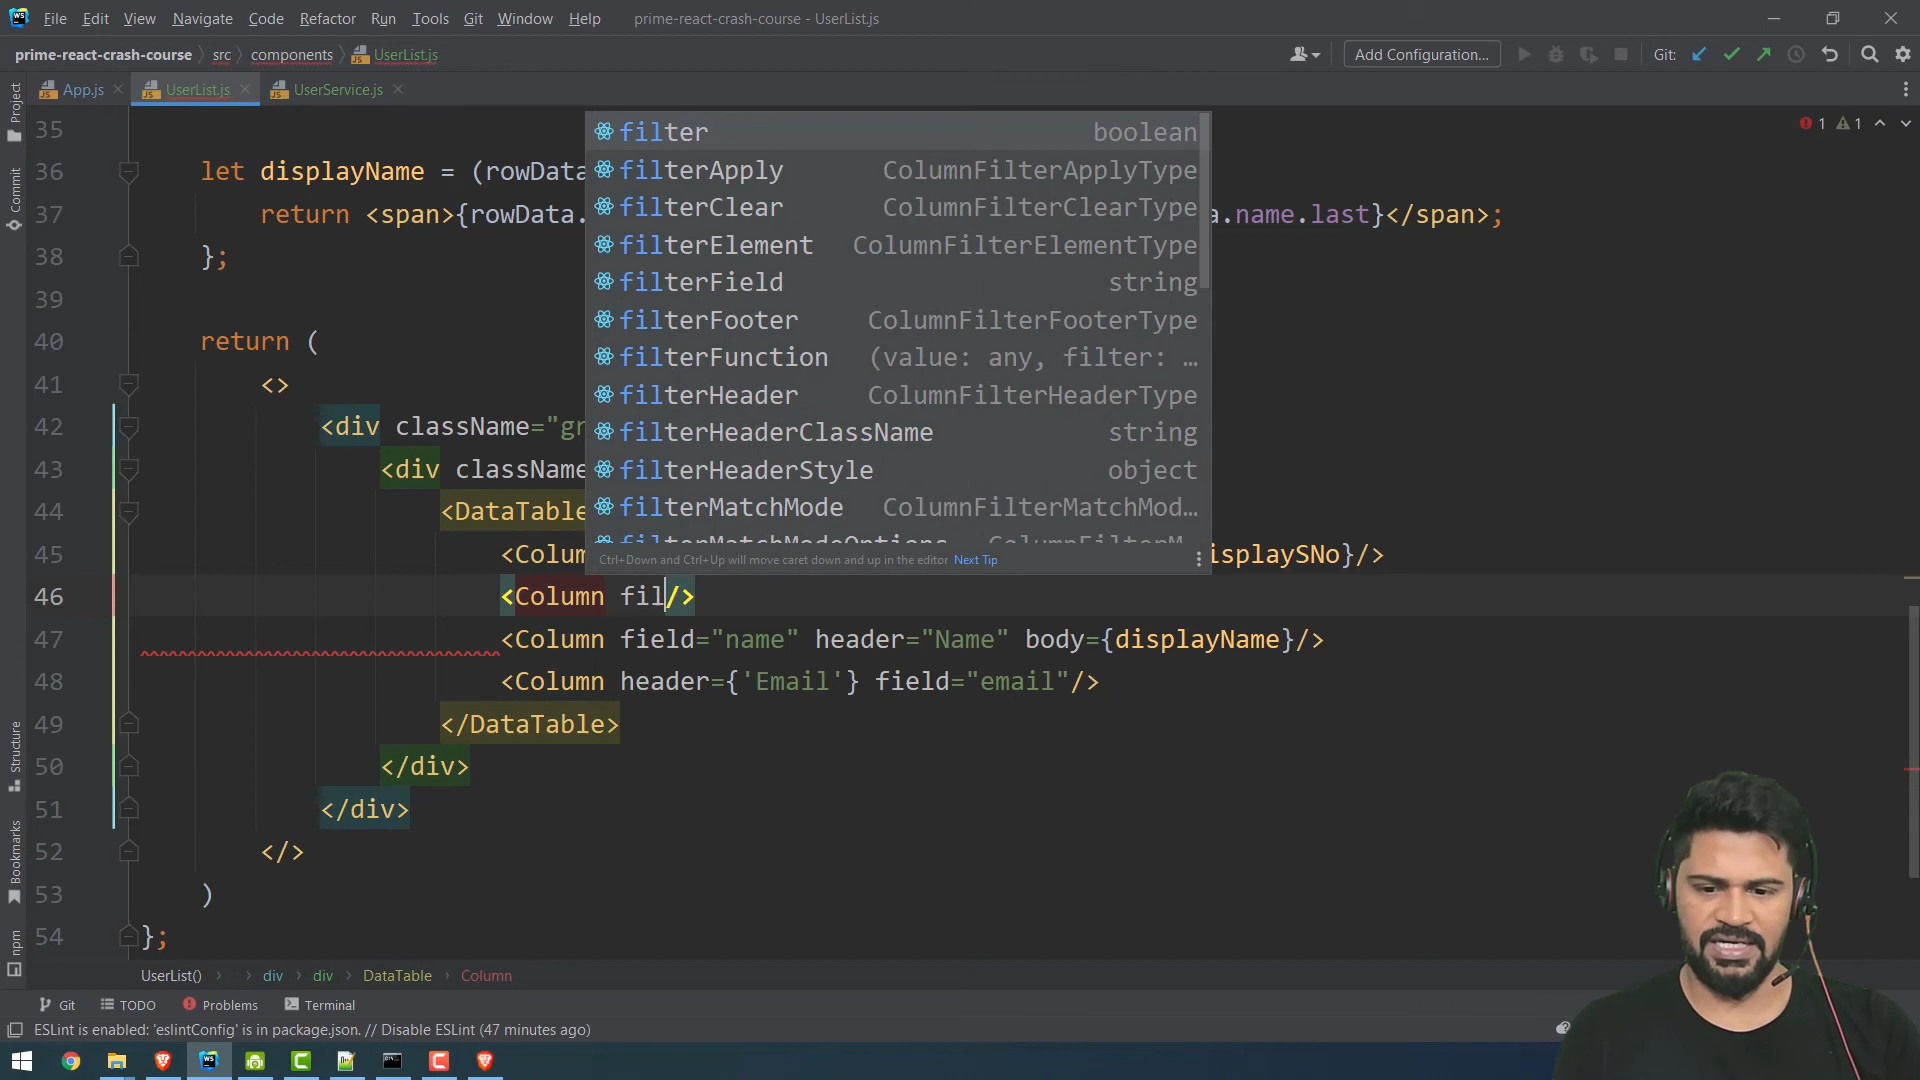 File Edit View Navigate Code Refactor Run Tools Git Window Help prime-react-crash-course - UserList.js
prime-react-crash-course src components UserList.js Add Configuration... Git:
App.js UserList.js UserService.js
35
36 let displayName = (rowData
37 return <span>{rowData. a.name.last}</span>;
38 };
39
40 return (
41 <>
42 <div className="gr
43 <div className
44 <DataTable
45 <Colum isplaySNo}/>
46 <Column fil/>
47 <Column field="name" header="Name" body={displayName}/>
48 <Column header={'Email'} field="email"/>
49 </DataTable>
50 </div>
51 </div>
52 </>
53 )
54 };
filter boolean
filterApply ColumnFilterApplyType
filterClear ColumnFilterClearType
filterElement ColumnFilterElementType
filterField string
filterFooter ColumnFilterFooterType
filterFunction (value: any, filter: …
filterHeader ColumnFilterHeaderType
filterHeaderClassName string
filterHeaderStyle object
filterMatchMode ColumnFilterMatchMod…
filterMatchModeOptions ColumnFilterM…
Ctrl+Down and Ctrl+Up will move caret down and up in the editor Next Tip
1 1
Project
Commit
Structure
Bookmarks
npm
UserList() div div DataTable Column
Git TODO Problems Terminal
ESLint is enabled: 'eslintConfig' is in package.json. // Disable ESLint (47 minutes ago)